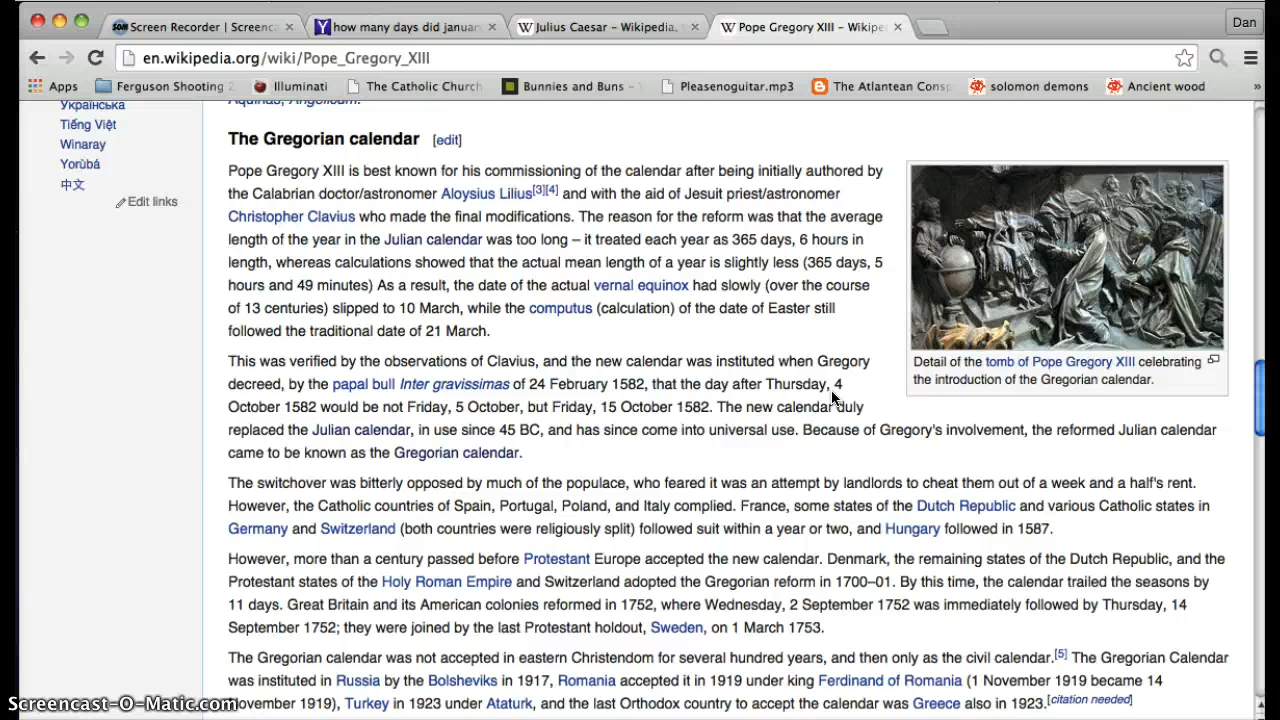 Screen Recorder | Screenc
how many days did januar
Julius Caesar – Wikipedia,
Pope Gregory XIII – Wikipe
Dan
en.wikipedia.org/wiki/Pope_Gregory_XIII
Apps
Ferguson Shooting
Illuminati
The Catholic Church
Bunnies and Buns -
Pleasenoguitar.mp3
The Atlantean Cons
solomon demons
Ancient wood
»
Українська
Tiếng Việt
Winaray
Yorùbá
中文
Edit links
Aquinas, Angelicum.
The Gregorian calendar [edit]
Pope Gregory XIII is best known for his commissioning of the calendar after being initially authored by
the Calabrian doctor/astronomer Aloysius Lilius[3][4] and with the aid of Jesuit priest/astronomer
Christopher Clavius who made the final modifications. The reason for the reform was that the average
length of the year in the Julian calendar was too long – it treated each year as 365 days, 6 hours in
length, whereas calculations showed that the actual mean length of a year is slightly less (365 days, 5
hours and 49 minutes) As a result, the date of the actual vernal equinox had slowly (over the course
of 13 centuries) slipped to 10 March, while the computus (calculation) of the date of Easter still
followed the traditional date of 21 March.
Detail of the tomb of Pope Gregory XIII celebrating
the introduction of the Gregorian calendar.
This was verified by the observations of Clavius, and the new calendar was instituted when Gregory
decreed, by the papal bull Inter gravissimas of 24 February 1582, that the day after Thursday, 4
October 1582 would be not Friday, 5 October, but Friday, 15 October 1582. The new calendar duly
replaced the Julian calendar, in use since 45 BC, and has since come into universal use. Because of Gregory's involvement, the reformed Julian calendar
came to be known as the Gregorian calendar.
The switchover was bitterly opposed by much of the populace, who feared it was an attempt by landlords to cheat them out of a week and a half's rent.
However, the Catholic countries of Spain, Portugal, Poland, and Italy complied. France, some states of the Dutch Republic and various Catholic states in
Germany and Switzerland (both countries were religiously split) followed suit within a year or two, and Hungary followed in 1587.
However, more than a century passed before Protestant Europe accepted the new calendar. Denmark, the remaining states of the Dutch Republic, and the
Protestant states of the Holy Roman Empire and Switzerland adopted the Gregorian reform in 1700–01. By this time, the calendar trailed the seasons by
11 days. Great Britain and its American colonies reformed in 1752, where Wednesday, 2 September 1752 was immediately followed by Thursday, 14
September 1752; they were joined by the last Protestant holdout, Sweden, on 1 March 1753.
The Gregorian calendar was not accepted in eastern Christendom for several hundred years, and then only as the civil calendar.[5] The Gregorian Calendar
was instituted in Russia by the Bolsheviks in 1917, Romania accepted it in 1919 under king Ferdinand of Romania (1 November 1919 became 14
November 1919), Turkey in 1923 under Ataturk, and the last Orthodox country to accept the calendar was Greece also in 1923.[citation needed]
Screencast-O-Matic.com